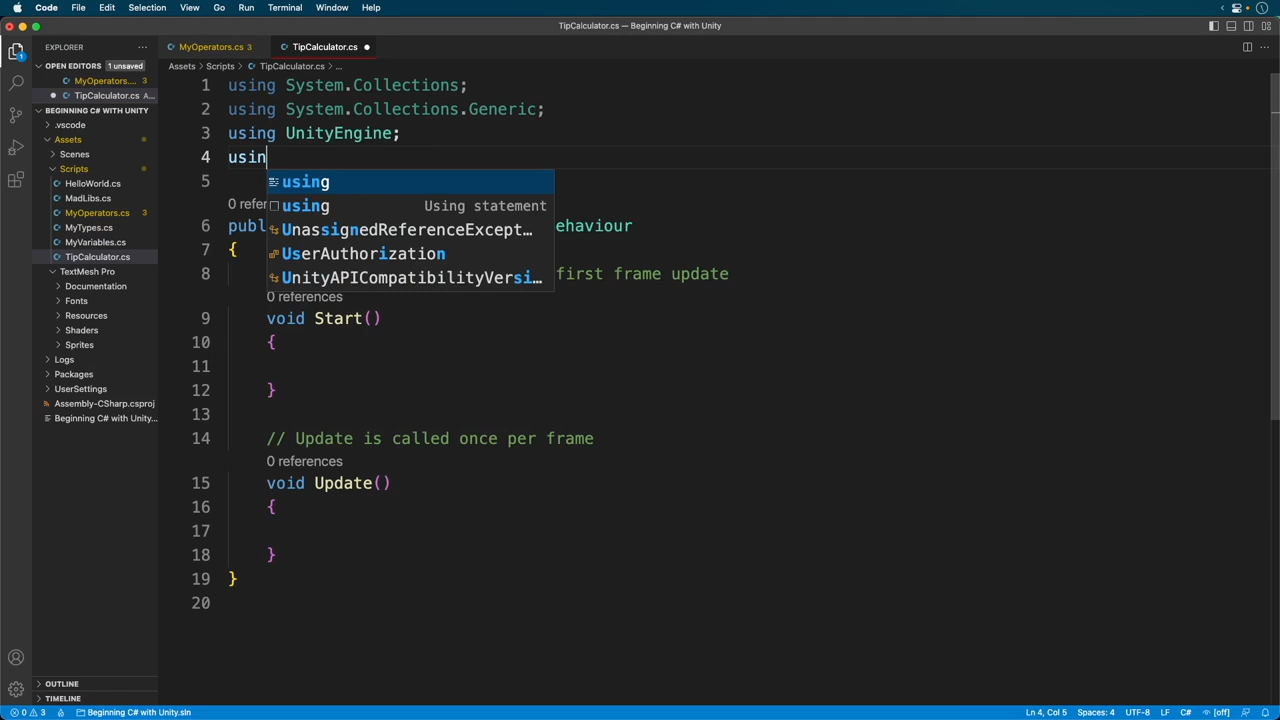 Code File Edit Selection View Go Run Terminal Window Help
TipCalculator.cs — Beginning C# with Unity
EXPLORER
MyOperators.cs 3
TipCalculator.cs
OPEN EDITORS 1 unsaved
MyOperators.... 3
TipCalculator.cs A...
BEGINNING C# WITH UNITY
.vscode
Assets
Scenes
Scripts
HelloWorld.cs
MadLibs.cs
MyOperators.cs 3
MyTypes.cs
MyVariables.cs
TipCalculator.cs
TextMesh Pro
Documentation
Fonts
Resources
Shaders
Sprites
Logs
Packages
UserSettings
Assembly-CSharp.csproj
Beginning C# with Unity...
OUTLINE
TIMELINE
Assets > Scripts > TipCalculator.cs > ...
1 using System.Collections;
2 using System.Collections.Generic;
3 using UnityEngine;
4 usin
using
5
using Using statement
0 refer
UnassignedReferenceExcept...
6 publ ehaviour
UserAuthorization
7 {
UnityAPICompatibilityVersi...
8 first frame update
0 references
9 void Start()
10 {
11
12 }
13
14 // Update is called once per frame
0 references
15 void Update()
16 {
17
18 }
19 }
20
0 3 Beginning C# with Unity.sln Ln 4, Col 5 Spaces: 4 UTF-8 LF C# [off]